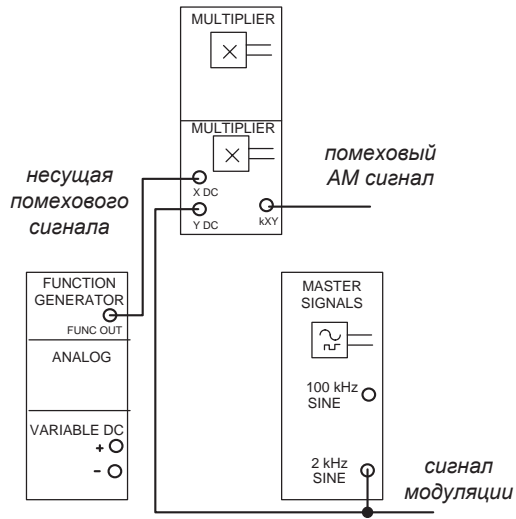 MULTIPLIER
MULTIPLIER
X DC
Y DC
kXY
несущая
помехового
сигнала
помеховый
АМ сигнал
FUNCTION
GENERATOR
FUNC OUT
ANALOG
VARIABLE DC
+
-
MASTER
SIGNALS
100 kHz
SINE
2 kHz
SINE
сигнал
модуляции